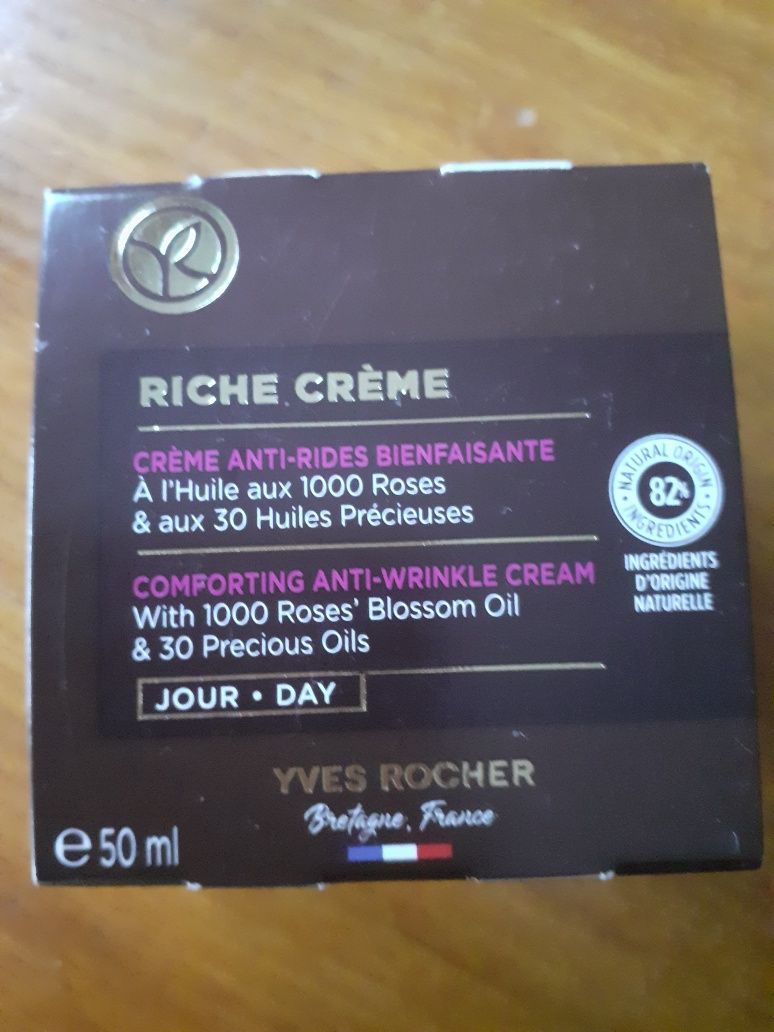 RICHE CRÈME
CRÈME ANTI-RIDES BIENFAISANTE
À l'Huile aux 1000 Roses
& aux 30 Huiles Précieuses
COMFORTING ANTI-WRINKLE CREAM
With 1000 Roses' Blossom Oil
& 30 Precious Oils
JOUR • DAY
NATURAL ORIGIN
82%
INGREDIENTS
INGRÉDIENTS
D'ORIGINE
NATURELLE
YVES ROCHER
Bretagne, France
e 50 ml